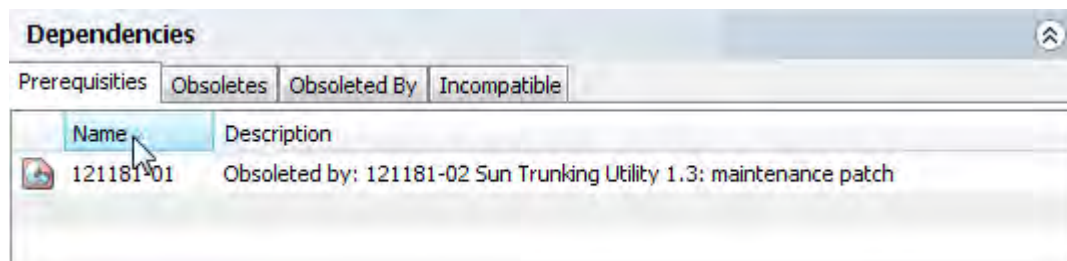 Dependencies
Prerequisities Obsoletes Obsoleted By Incompatible
Name Description
121181-01 Obsoleted by: 121181-02 Sun Trunking Utility 1.3: maintenance patch